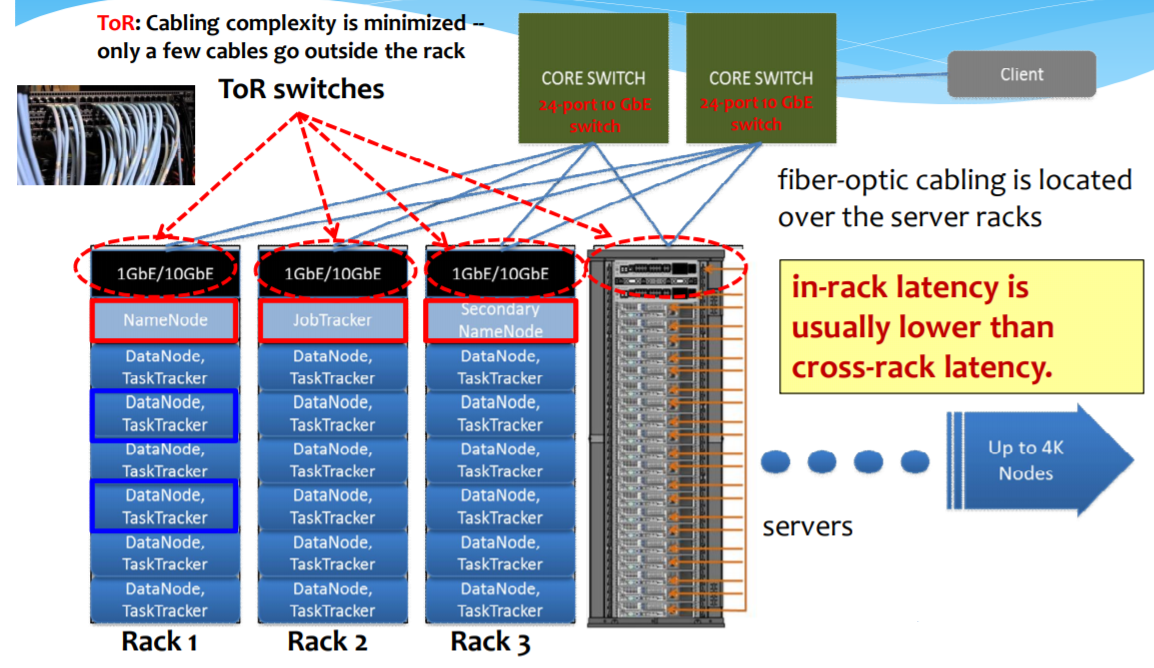 ToR: Cabling complexity is minimized --
only a few cables go outside the rack
ToR switches
CORE SWITCH
24-port 10 GbE
switch
CORE SWITCH
24-port 10 GbE
switch
Client
fiber-optic cabling is located
over the server racks
in-rack latency is
usually lower than
cross-rack latency.
1GbE/10GbE
NameNode
DataNode,
TaskTracker
DataNode,
TaskTracker
DataNode,
TaskTracker
DataNode,
TaskTracker
DataNode,
TaskTracker
DataNode,
TaskTracker
Rack 1
1GbE/10GbE
JobTracker
DataNode,
TaskTracker
DataNode,
TaskTracker
DataNode,
TaskTracker
DataNode,
TaskTracker
DataNode,
TaskTracker
DataNode,
TaskTracker
Rack 2
1GbE/10GbE
Secondary
NameNode
DataNode,
TaskTracker
DataNode,
TaskTracker
DataNode,
TaskTracker
DataNode,
TaskTracker
DataNode,
TaskTracker
DataNode,
TaskTracker
Rack 3
Up to 4K
Nodes
servers